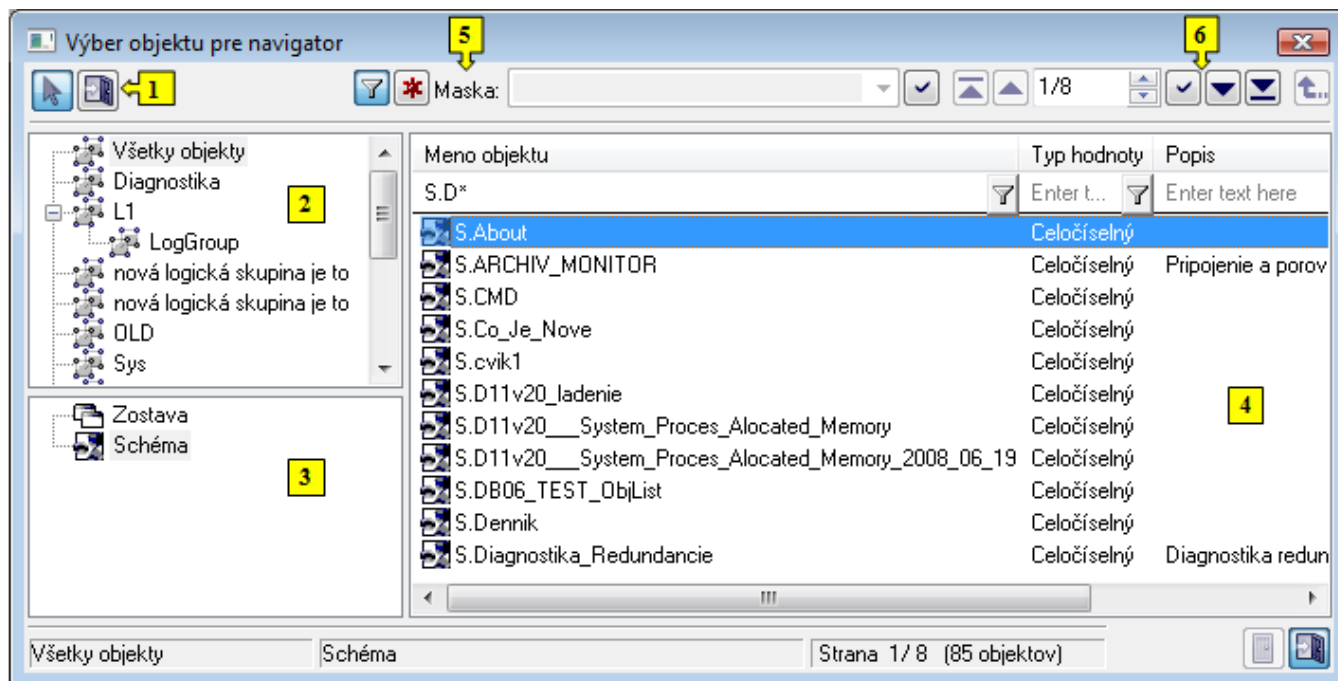 Výber objektu pre navigator
5
6
1
Maska:
1/8
Všetky objekty
Diagnostika
L1
LogGroup
nová logická skupina je to
nová logická skupina je to
OLD
Sys
2
Zostava
Schéma
3
Meno objektu Typ hodnoty Popis
S.D* Enter t... Enter text here
S.About Celočíselný
S.ARCHIV_MONITOR Celočíselný Pripojenie a porov
S.CMD Celočíselný
S.Co_Je_Nove Celočíselný
S.cvik1 Celočíselný
S.D11v20_ladenie Celočíselný
S.D11v20___System_Proces_Alocated_Memory Celočíselný
S.D11v20___System_Proces_Alocated_Memory_2008_06_19 Celočíselný
S.DB06_TEST_ObjList Celočíselný
S.Dennik Celočíselný
S.Diagnostika_Redundancie Celočíselný Diagnostika redun
4
Všetky objekty Schéma Strana 1/ 8 (85 objektov)